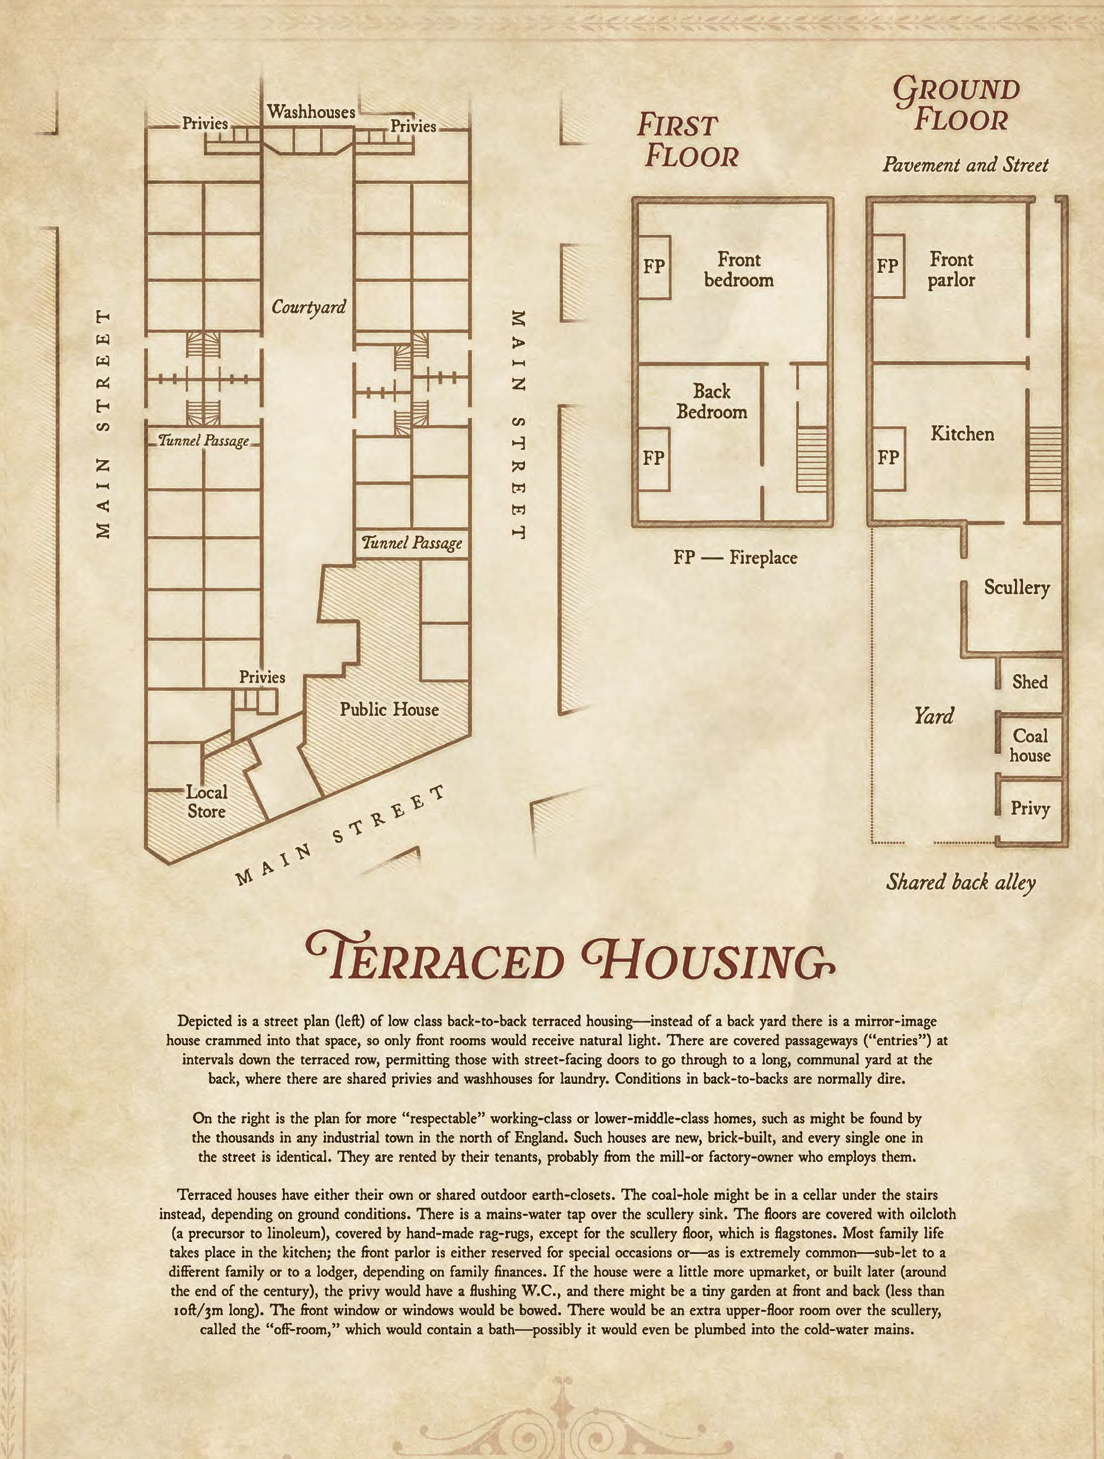 Washhouses
Privies
Privies
Courtyard
MAIN STREET
MAIN STREET
Tunnel Passage
Tunnel Passage
Privies
Public House
Local
Store
MAIN STREET
FIRST
FLOOR
FP
Front
bedroom
Back
Bedroom
FP
FP — Fireplace
GROUND
FLOOR
Pavement and Street
FP
Front
parlor
Kitchen
FP
Scullery
Shed
Yard
Coal
house
Privy
Shared back alley
TERRACED HOUSING
Depicted is a street plan (left) of low class back-to-back terraced housing—instead of a back yard there is a mirror-image
house crammed into that space, so only front rooms would receive natural light. There are covered passageways (“entries”) at
intervals down the terraced row, permitting those with street-facing doors to go through to a long, communal yard at the
back, where there are shared privies and washhouses for laundry. Conditions in back-to-backs are normally dire.
On the right is the plan for more “respectable” working-class or lower-middle-class homes, such as might be found by
the thousands in any industrial town in the north of England. Such houses are new, brick-built, and every single one in
the street is identical. They are rented by their tenants, probably from the mill-or factory-owner who employs them.
Terraced houses have either their own or shared outdoor earth-closets. The coal-hole might be in a cellar under the stairs
instead, depending on ground conditions. There is a mains-water tap over the scullery sink. The floors are covered with oilcloth
(a precursor to linoleum), covered by hand-made rag-rugs, except for the scullery floor, which is flagstones. Most family life
takes place in the kitchen; the front parlor is either reserved for special occasions or—as is extremely common—sub-let to a
different family or to a lodger, depending on family finances. If the house were a little more upmarket, or built later (around
the end of the century), the privy would have a flushing W.C., and there might be a tiny garden at front and back (less than
10ft/3m long). The front window or windows would be bowed. There would be an extra upper-floor room over the scullery,
called the “off-room,” which would contain a bath—possibly it would even be plumbed into the cold-water mains.